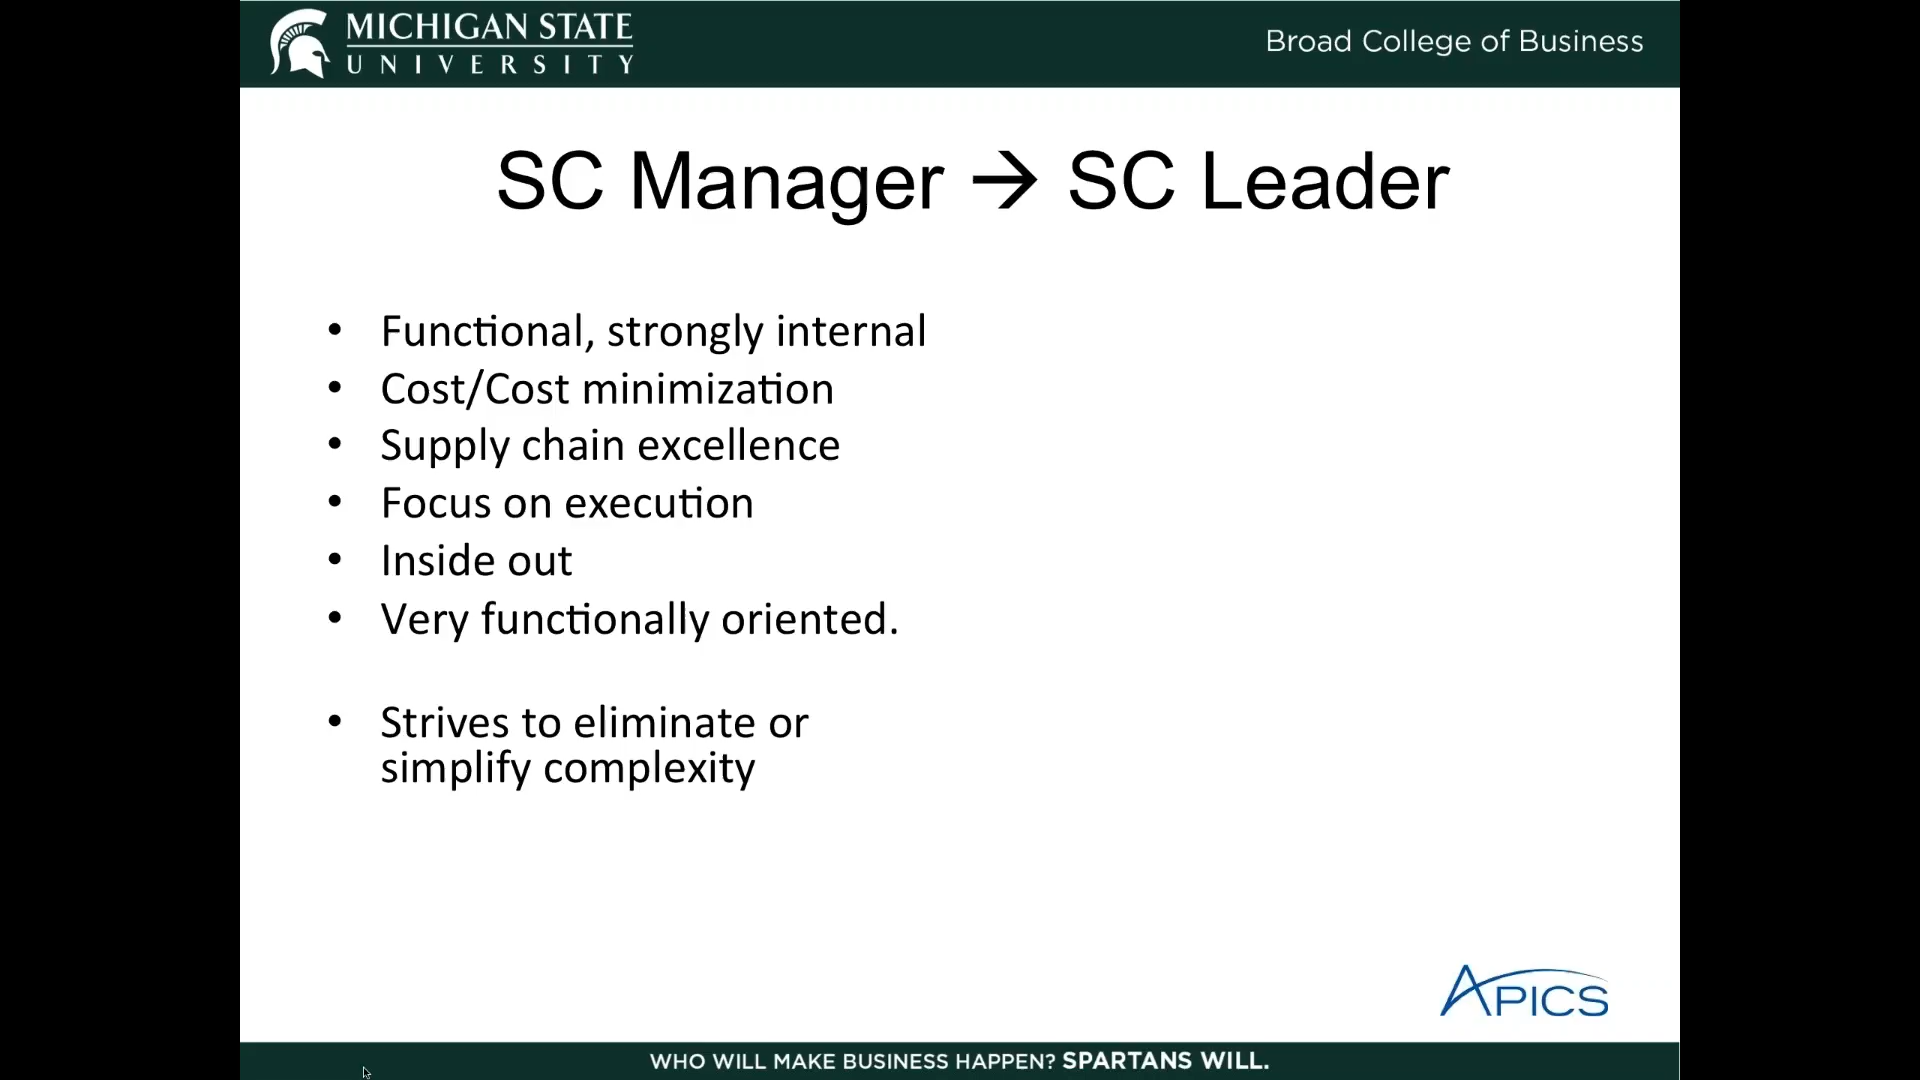 MICHIGAN STATE
UNIVERSITY
Broad College of Business
SC Manager → SC Leader
• Functional, strongly internal
• Cost/Cost minimization
• Supply chain excellence
• Focus on execution
• Inside out
• Very functionally oriented.
• Strives to eliminate or
simplify complexity
APICS
WHO WILL MAKE BUSINESS HAPPEN? SPARTANS WILL.